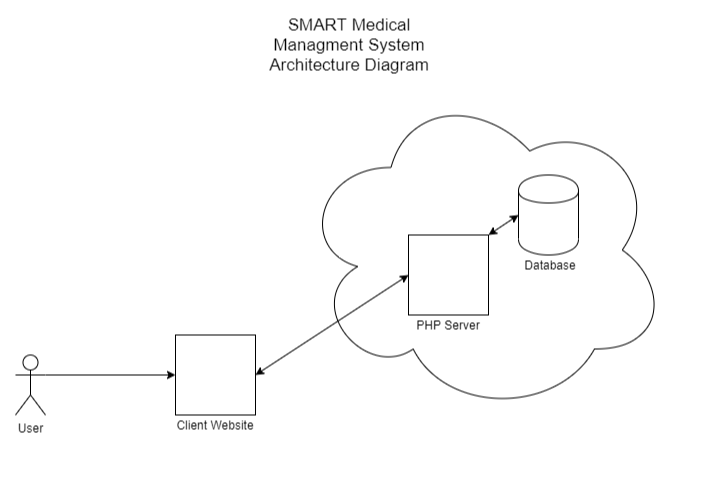 SMART Medical
Managment System
Architecture Diagram
Database
PHP Server
Client Website
User